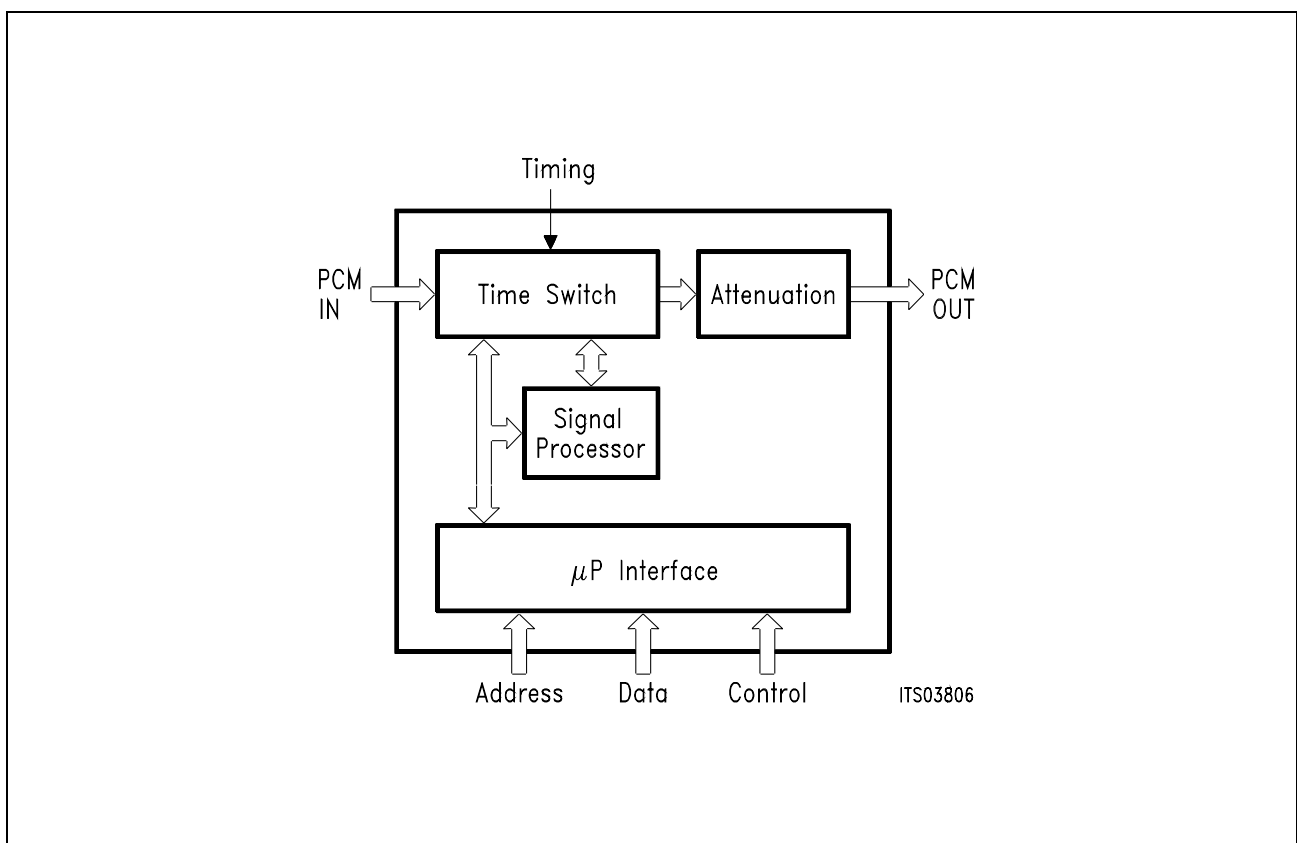 Timing
PCM
IN
Time Switch
Attenuation
PCM
OUT
Signal
Processor
μP Interface
Address
Data
Control
ITS03806